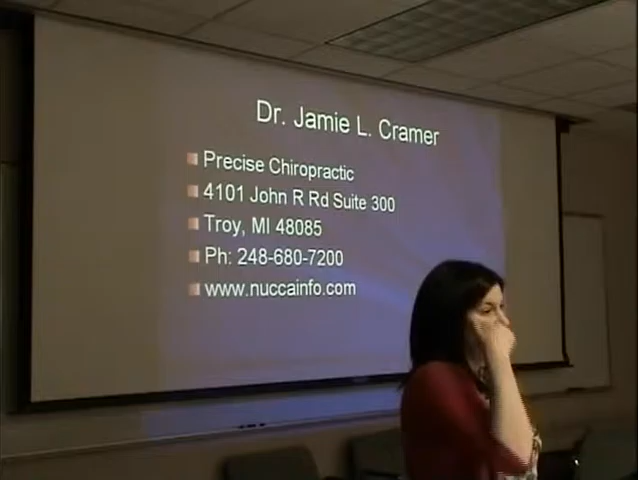 Dr. Jamie L. Cramer
Precise Chiropractic
4101 John R Rd Suite 300
Troy, MI 48085
Ph: 248-680-7200
www.nuccainfo.com